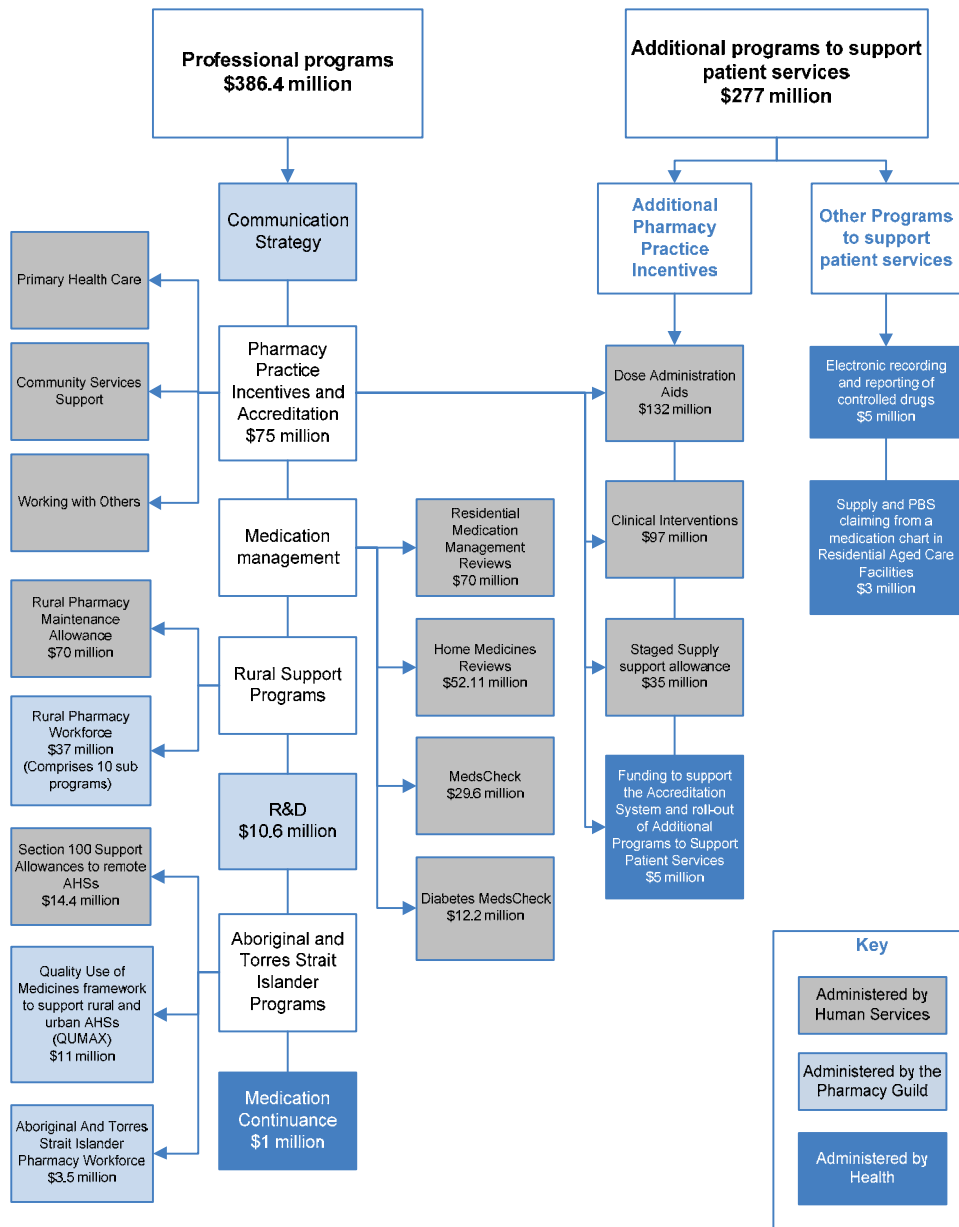 Professional programs
$386.4 million
Additional programs to support
patient services
$277 million
Communication
Strategy
Additional
Pharmacy
Practice
Incentives
Other Programs
to support
patient services
Primary Health Care
Community Services
Support
Working with Others
Pharmacy
Practice
Incentives and
Accreditation
$75 million
Dose Administration
Aids
$132 million
Electronic recording
and reporting of
controlled drugs
$5 million
Medication
management
Residential
Medication
Management
Reviews
$70 million
Clinical Interventions
$97 million
Supply and PBS
claiming from a
medication chart in
Residential Aged Care
Facilities
$3 million
Rural Pharmacy
Maintenance
Allowance
$70 million
Rural Support
Programs
Home Medicines
Reviews
$52.11 million
Staged Supply
support allowance
$35 million
Rural Pharmacy
Workforce
$37 million
(Comprises 10 sub
programs)
R&D
$10.6 million
MedsCheck
$29.6 million
Funding to support
the Accreditation
System and roll-out
of Additional
Programs to Support
Patient Services
$5 million
Section 100 Support
Allowances to remote
AHSs
$14.4 million
Diabetes MedsCheck
$12.2 million
Aboriginal and
Torres Strait
Islander
Programs
Quality Use of
Medicines framework
to support rural and
urban AHSs
(QUMAX)
$11 million
Medication
Continuance
$1 million
Aboriginal And Torres
Strait Islander
Pharmacy Workforce
$3.5 million
Key
Administered by
Human Services
Administered by the
Pharmacy Guild
Administered by
Health